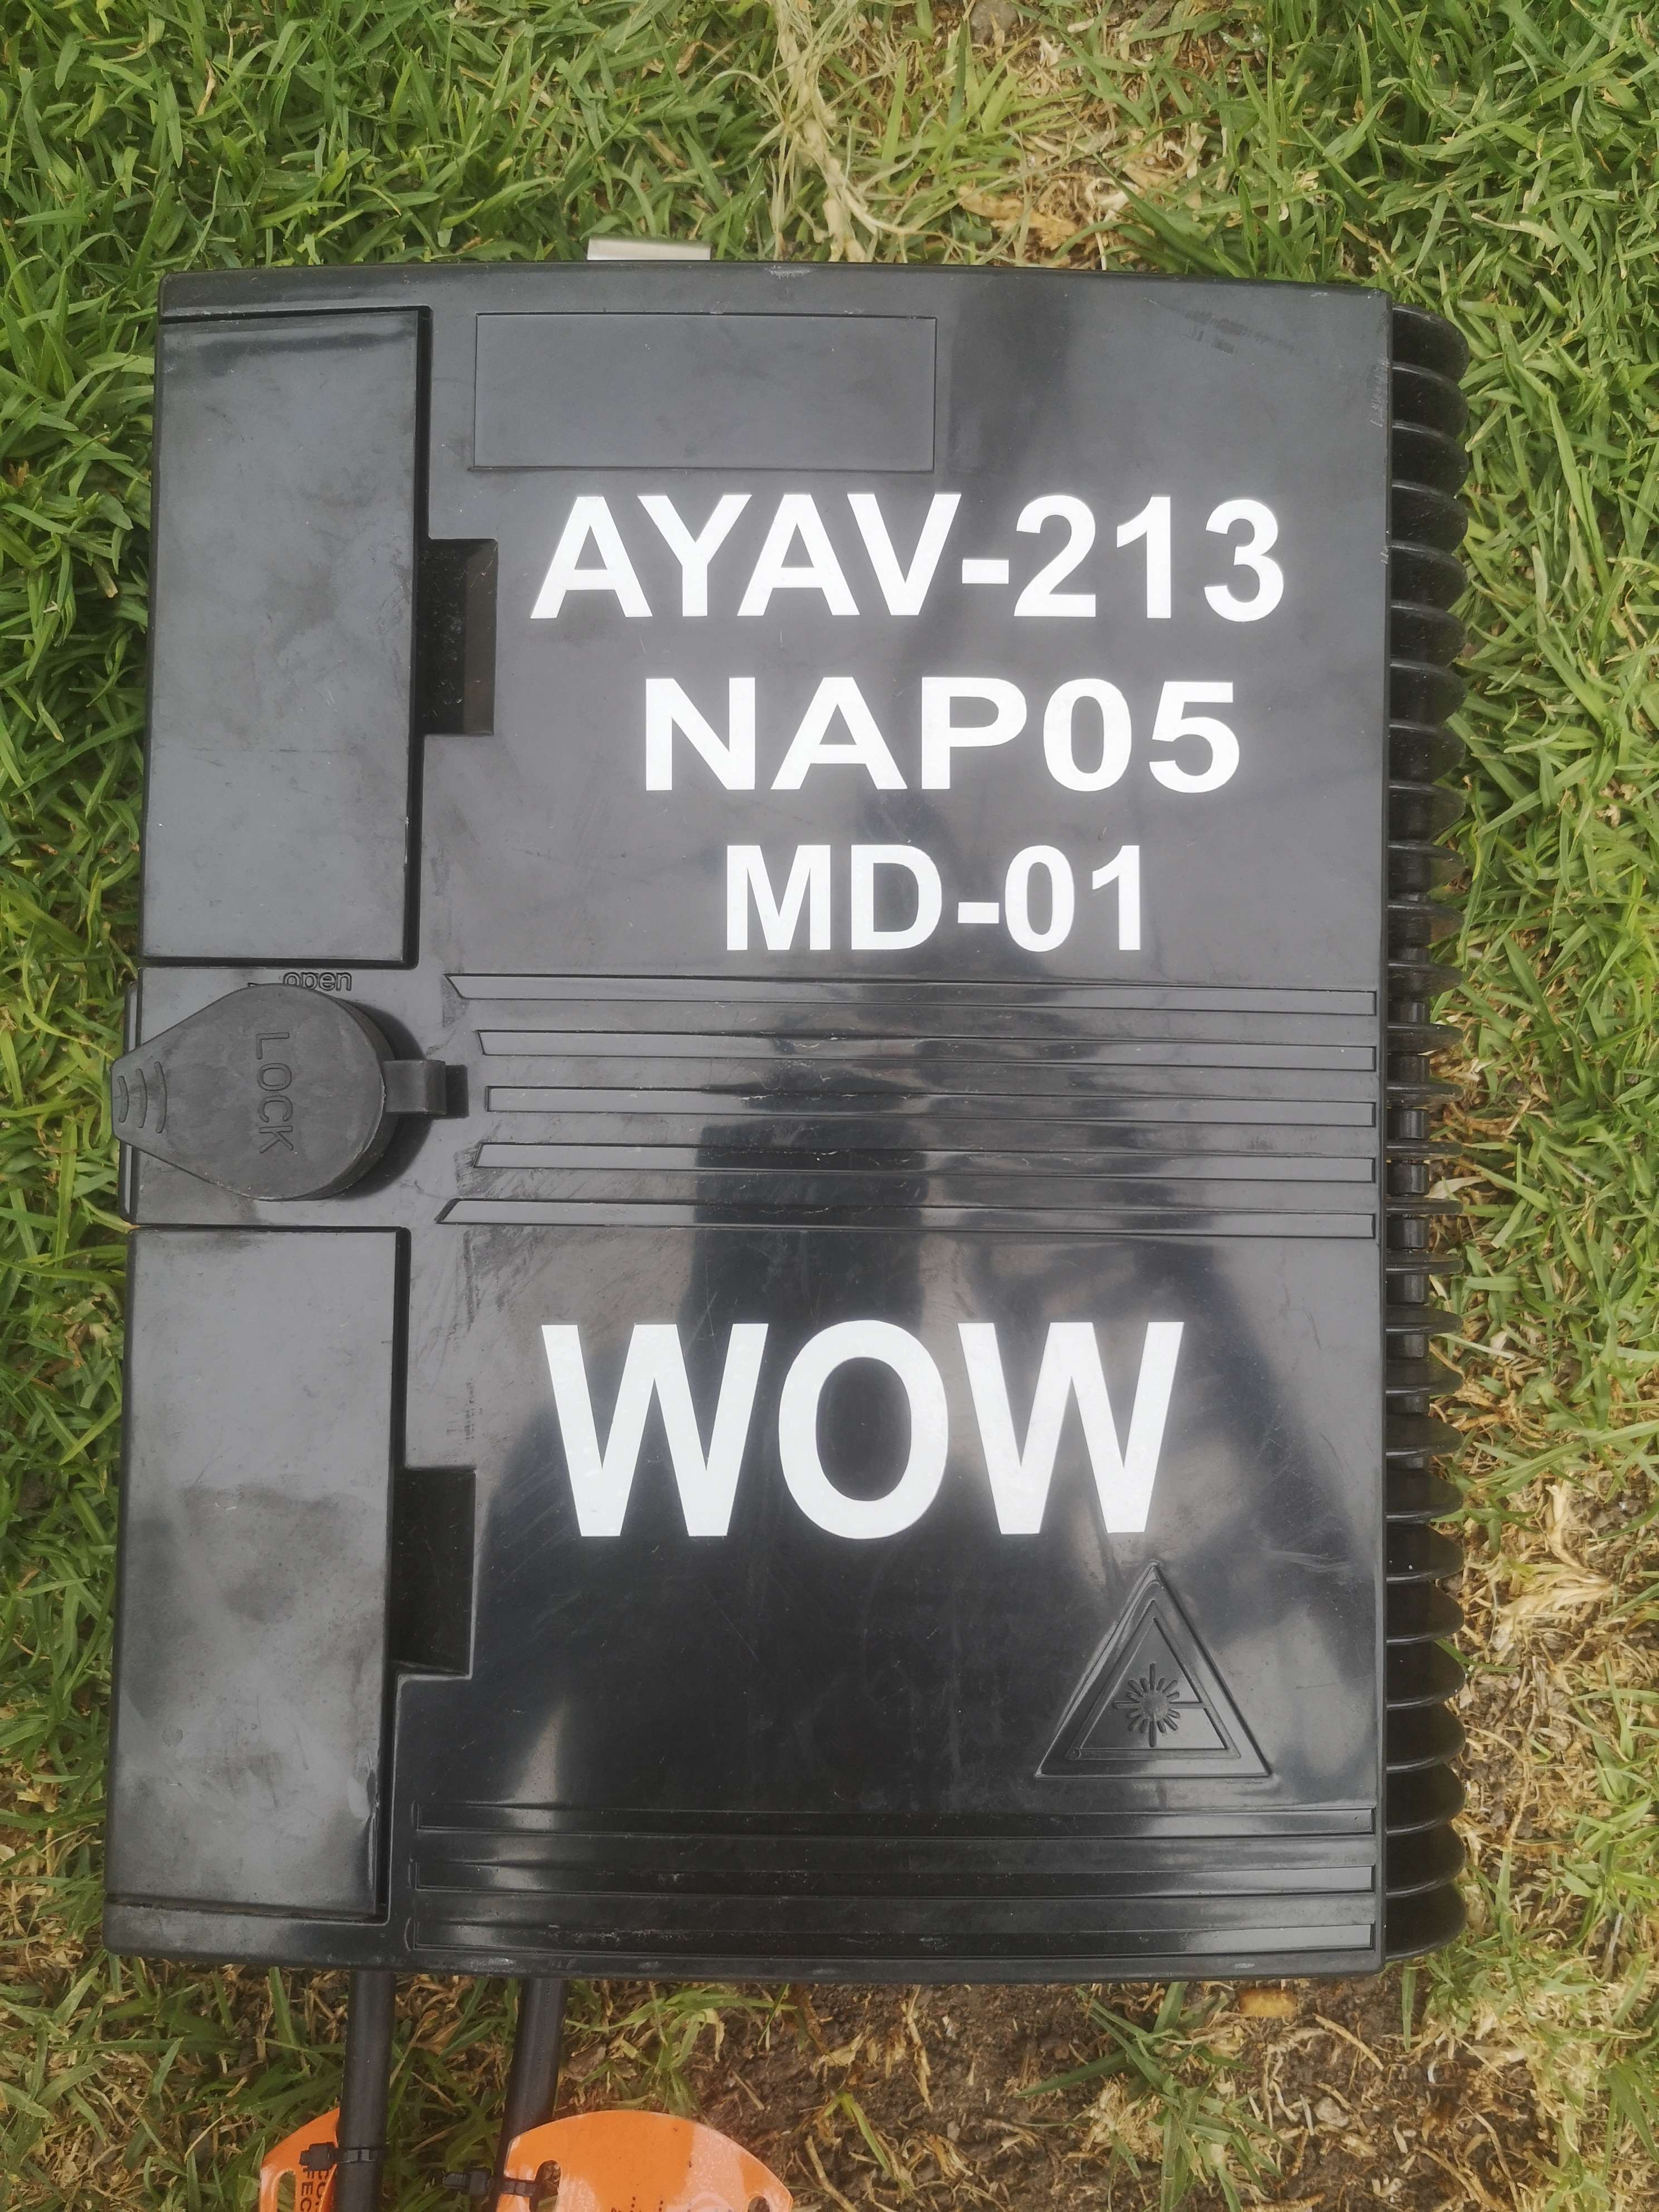 AYAV-213
NAP05
MD-01
open
LOCK
WOW